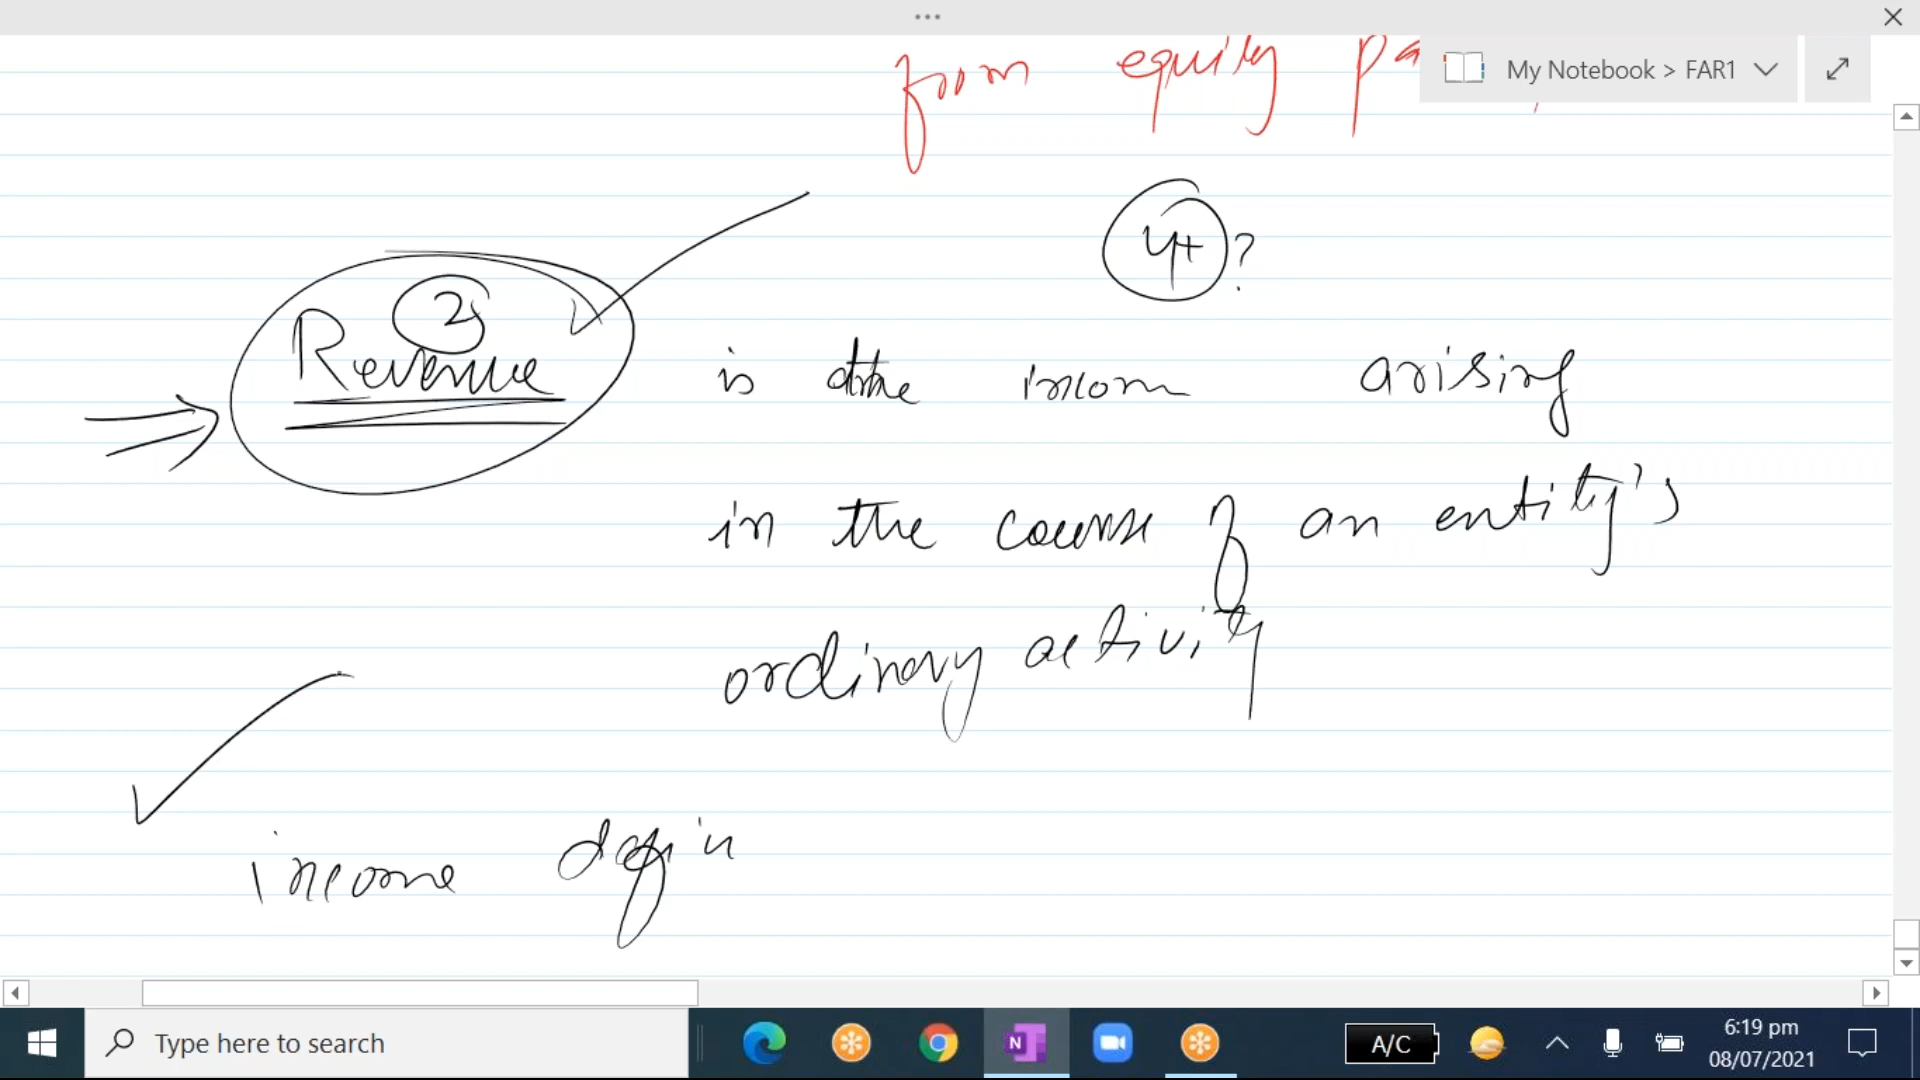 from equity pa
My Notebook > FAR1
4+ ?
2
Revenue is the income arising
in the course of an entity's
ordinary activity
income defin
Type here to search
N
A/C
6:19 pm
08/07/2021